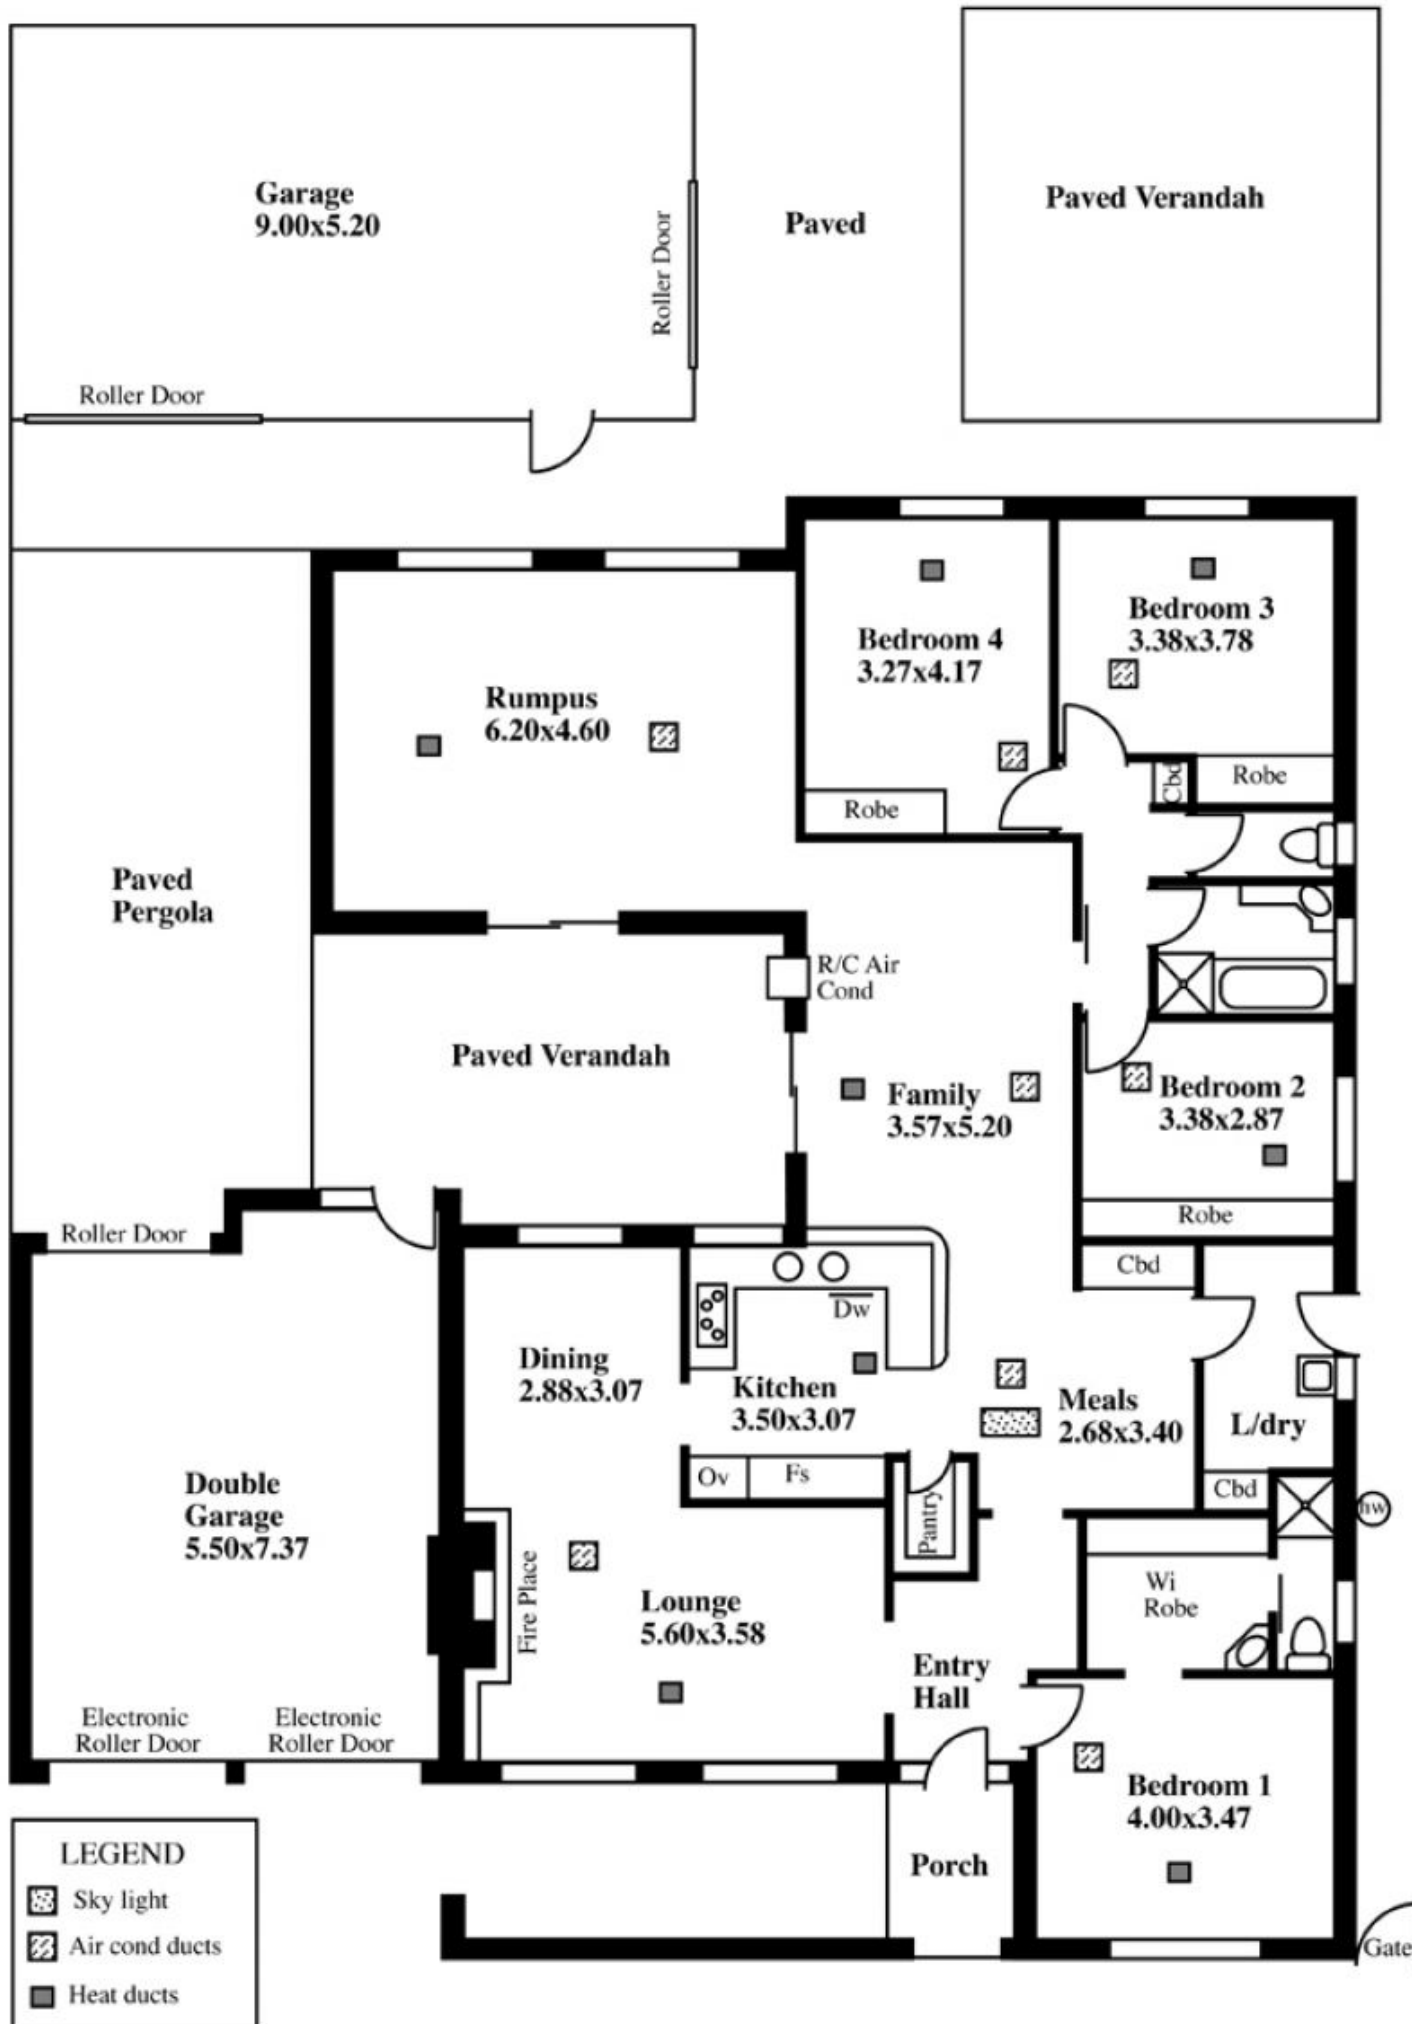 Garage
9.00x5.20
Roller Door
Roller Door
Paved
Paved Verandah
Bedroom 4
3.27x4.17
Robe
Bedroom 3
3.38x3.78
Cbd
Robe
Rumpus
6.20x4.60
Paved
Pergola
R/C Air
Cond
Paved Verandah
Family
3.57x5.20
Bedroom 2
3.38x2.87
Robe
Roller Door
Cbd
Dw
Dining
2.88x3.07
Kitchen
3.50x3.07
Meals
2.68x3.40
L/dry
Ov
Fs
Pantry
Cbd
hw
Double
Garage
5.50x7.37
Fire Place
Lounge
5.60x3.58
Wi
Robe
Entry
Hall
Electronic
Roller Door
Electronic
Roller Door
Bedroom 1
4.00x3.47
Porch
Gate
LEGEND
Sky light
Air cond ducts
Heat ducts